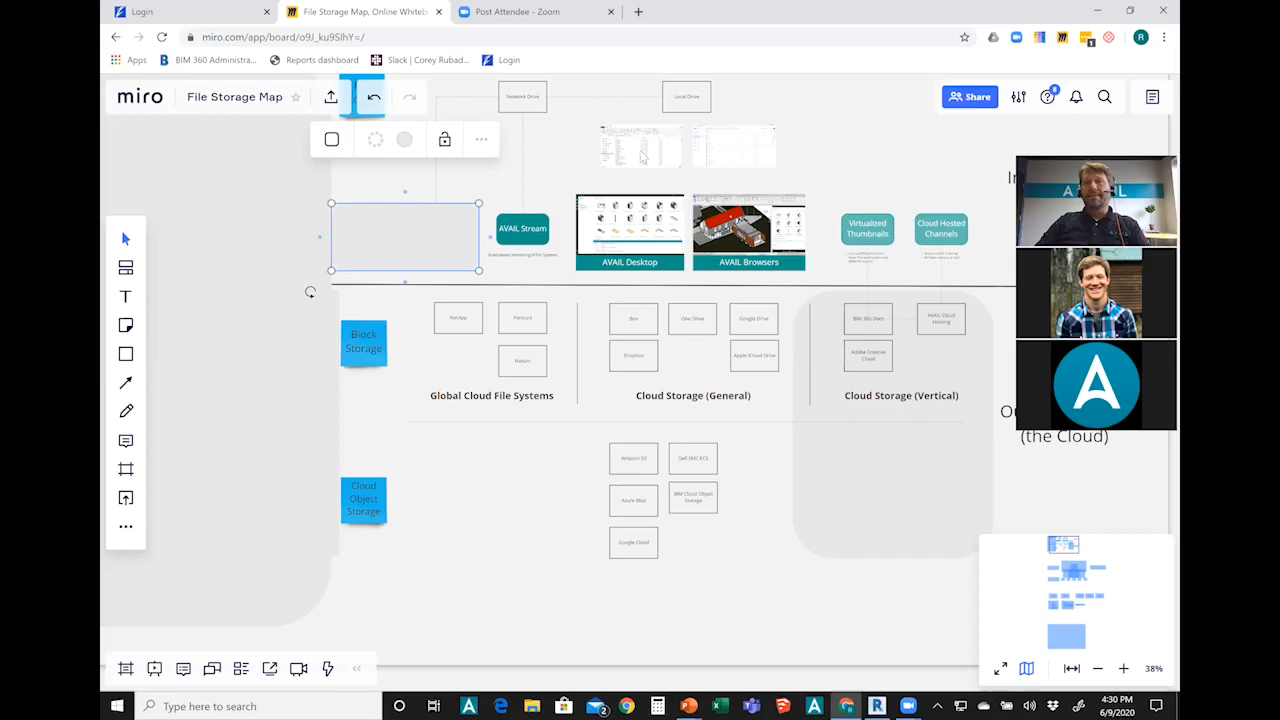 Login
File Storage Map, Online Whiteb
Post Attendee - Zoom
miro.com/app/board/o9J_ku9SlhY=/
R
Apps
BIM 360 Administra...
Reports dashboard
Slack | Corey Rubad...
Login
miro
File Storage Map
Share
8
Network Drive
Local Drive
AVAIL Stream
AVAIL Desktop
AVAIL Browsers
Virtualized
Thumbnails
Cloud Hosted
Channels
Block
Storage
NetApp
Panzura
Nasuni
Box
One Drive
Google Drive
Dropbox
Apple iCloud Drive
BIM 360 Docs
AVAIL Cloud
Hosting
Adobe Creative
Cloud
Global Cloud File Systems
Cloud Storage (General)
Cloud Storage (Vertical)
(the Cloud)
Cloud
Object
Storage
Amazon S3
Dell EMC ECS
Azure Blob
IBM Cloud Object
Storage
Google Cloud
38%
Type here to search
4:30 PM
6/9/2020